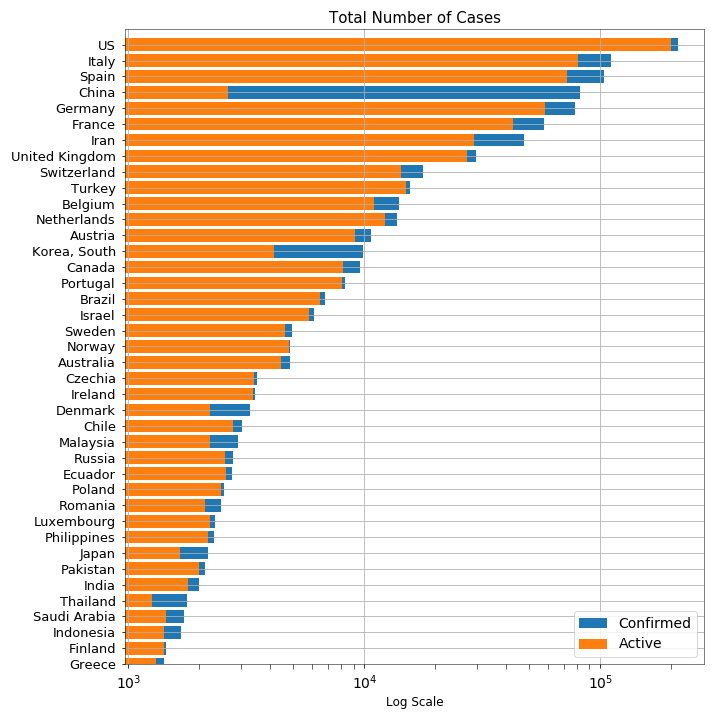 Total Number of Cases
US
Italy
Spain
China
Germany
France
Iran
United Kingdom
Switzerland
Turkey
Belgium
Netherlands
Austria
Korea, South
Canada
Portugal
Brazil
Israel
Sweden
Norway
Australia
Czechia
Ireland
Denmark
Chile
Malaysia
Russia
Ecuador
Poland
Romania
Luxembourg
Philippines
Japan
Pakistan
India
Thailand
Saudi Arabia
Indonesia
Finland
Greece
Confirmed
Active
10³ 10⁴ 10⁵
Log Scale